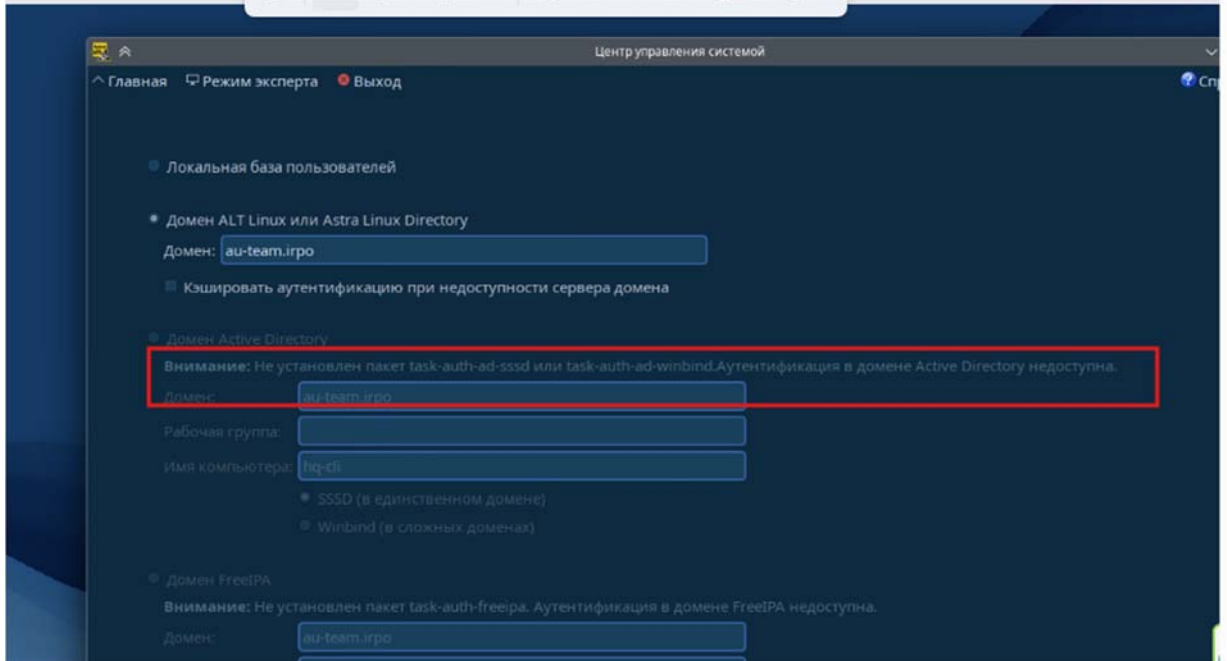 Центр управления системой
Главная Режим эксперта Выход
Локальная база пользователей
Домен ALT Linux или Astra Linux Directory
Домен: au-team.irpo
Кэшировать аутентификацию при недоступности сервера домена
Домен Active Directory
Внимание: Не установлен пакет task-auth-ad-sssd или task-auth-ad-winbind.Аутентификация в домене Active Directory недоступна.
Домен: au-team.irpo
Рабочая группа:
Имя компьютера: hq-cli
SSSD (в единственном домене)
Winbind (в сложных доменах)
Домен FreeIPA
Внимание: Не установлен пакет task-auth-freeipa. Аутентификация в домене FreeIPA недоступна.
Домен: au-team.irpo